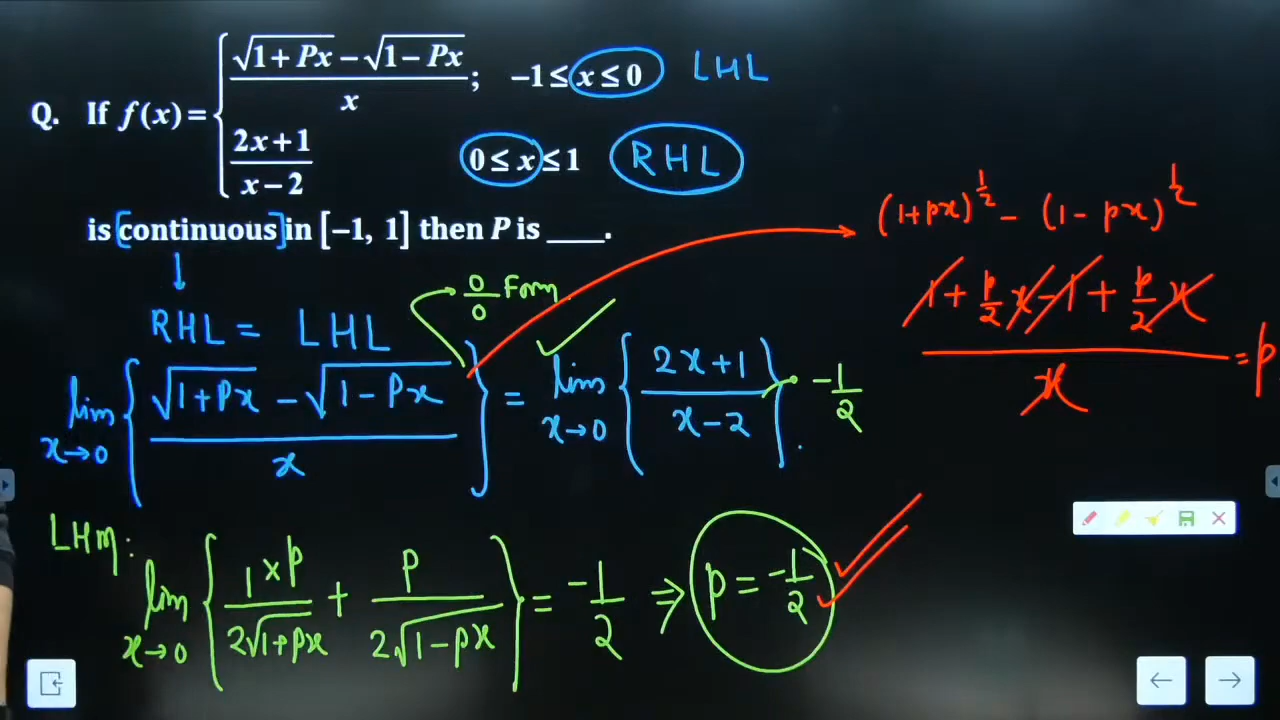 Q. If f(x) = { (√(1+Px) − √(1−Px)) / x ; −1 ≤ x ≤ 0 LHL
(2x+1) / (x−2) 0 ≤ x ≤ 1 RHL
is continuous in [−1, 1] then P is ____.
(1+px)^½ − (1−px)^½
(1 + p/2 x − 1 + p/2 x) / x = p
0/0 Form
RHL = LHL
lim x→0 { (√(1+px) − √(1−px)) / x } = lim x→0 { (2x+1) / (x−2) } -1/2
LHM:
lim x→0 { 1×p / 2√(1+px) + p / 2√(1−px) } = -1/2 ⇒ p = -1/2